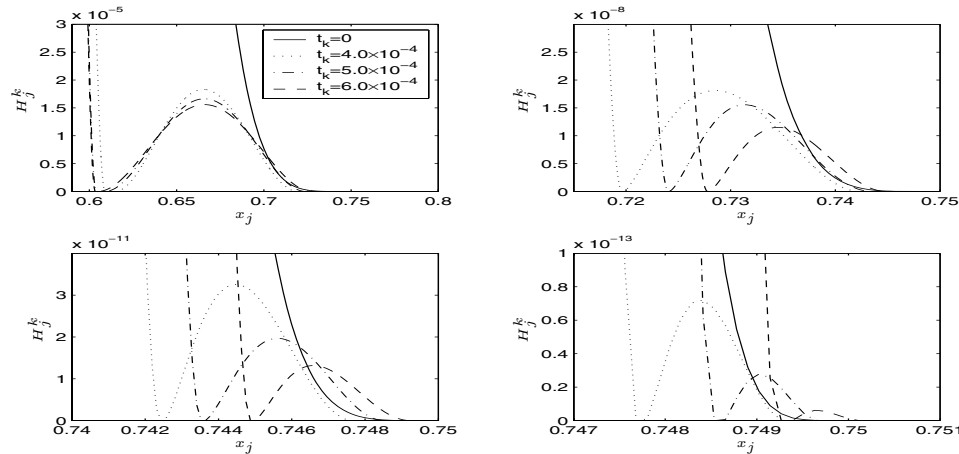 x 10⁻⁵
3
2.5
2
1.5
1
0.5
0
H_j^k
0.6 0.65 0.7 0.75 0.8
x_j
t_k=0
t_k=4.0×10⁻⁴
t_k=5.0×10⁻⁴
t_k=6.0×10⁻⁴
x 10⁻⁸
3
2.5
2
1.5
1
0.5
0
H_j^k
0.72 0.73 0.74 0.75
x_j
x 10⁻¹¹
3
2
1
0
H_j^k
0.74 0.742 0.744 0.746 0.748 0.75
x_j
x 10⁻¹³
1
0.8
0.6
0.4
0.2
0
H_j^k
0.747 0.748 0.749 0.75 0.751
x_j